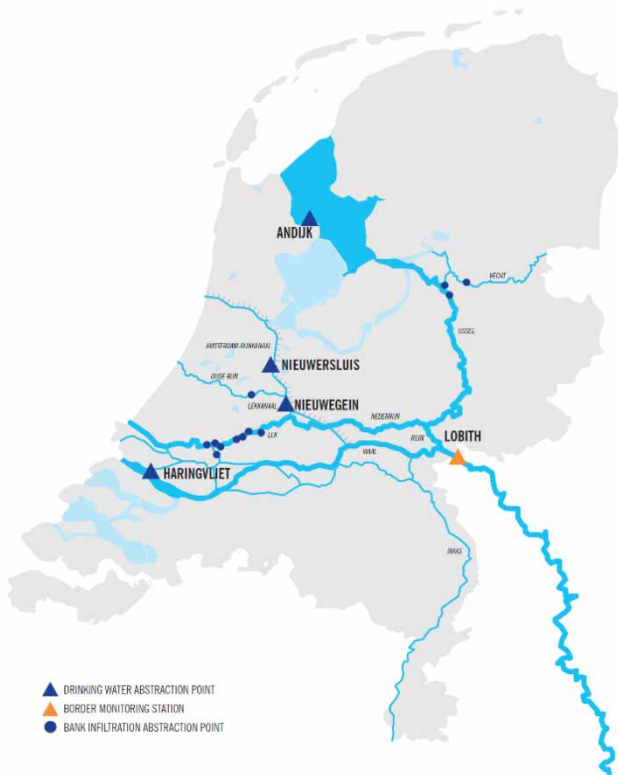 ANDIJK
VECHT
IJSSEL
AMSTERDAM-RIJNKANAAL
NIEUWERSLUIS
OUDE RIJN
LEKKANAAL
NIEUWEGEIN
NEDERRIJN
LEK
RIJN
LOBITH
WAAL
HARINGVLIET
MAAS
DRINKING WATER ABSTRACTION POINT
BORDER MONITORING STATION
BANK INFILTRATION ABSTRACTION POINT